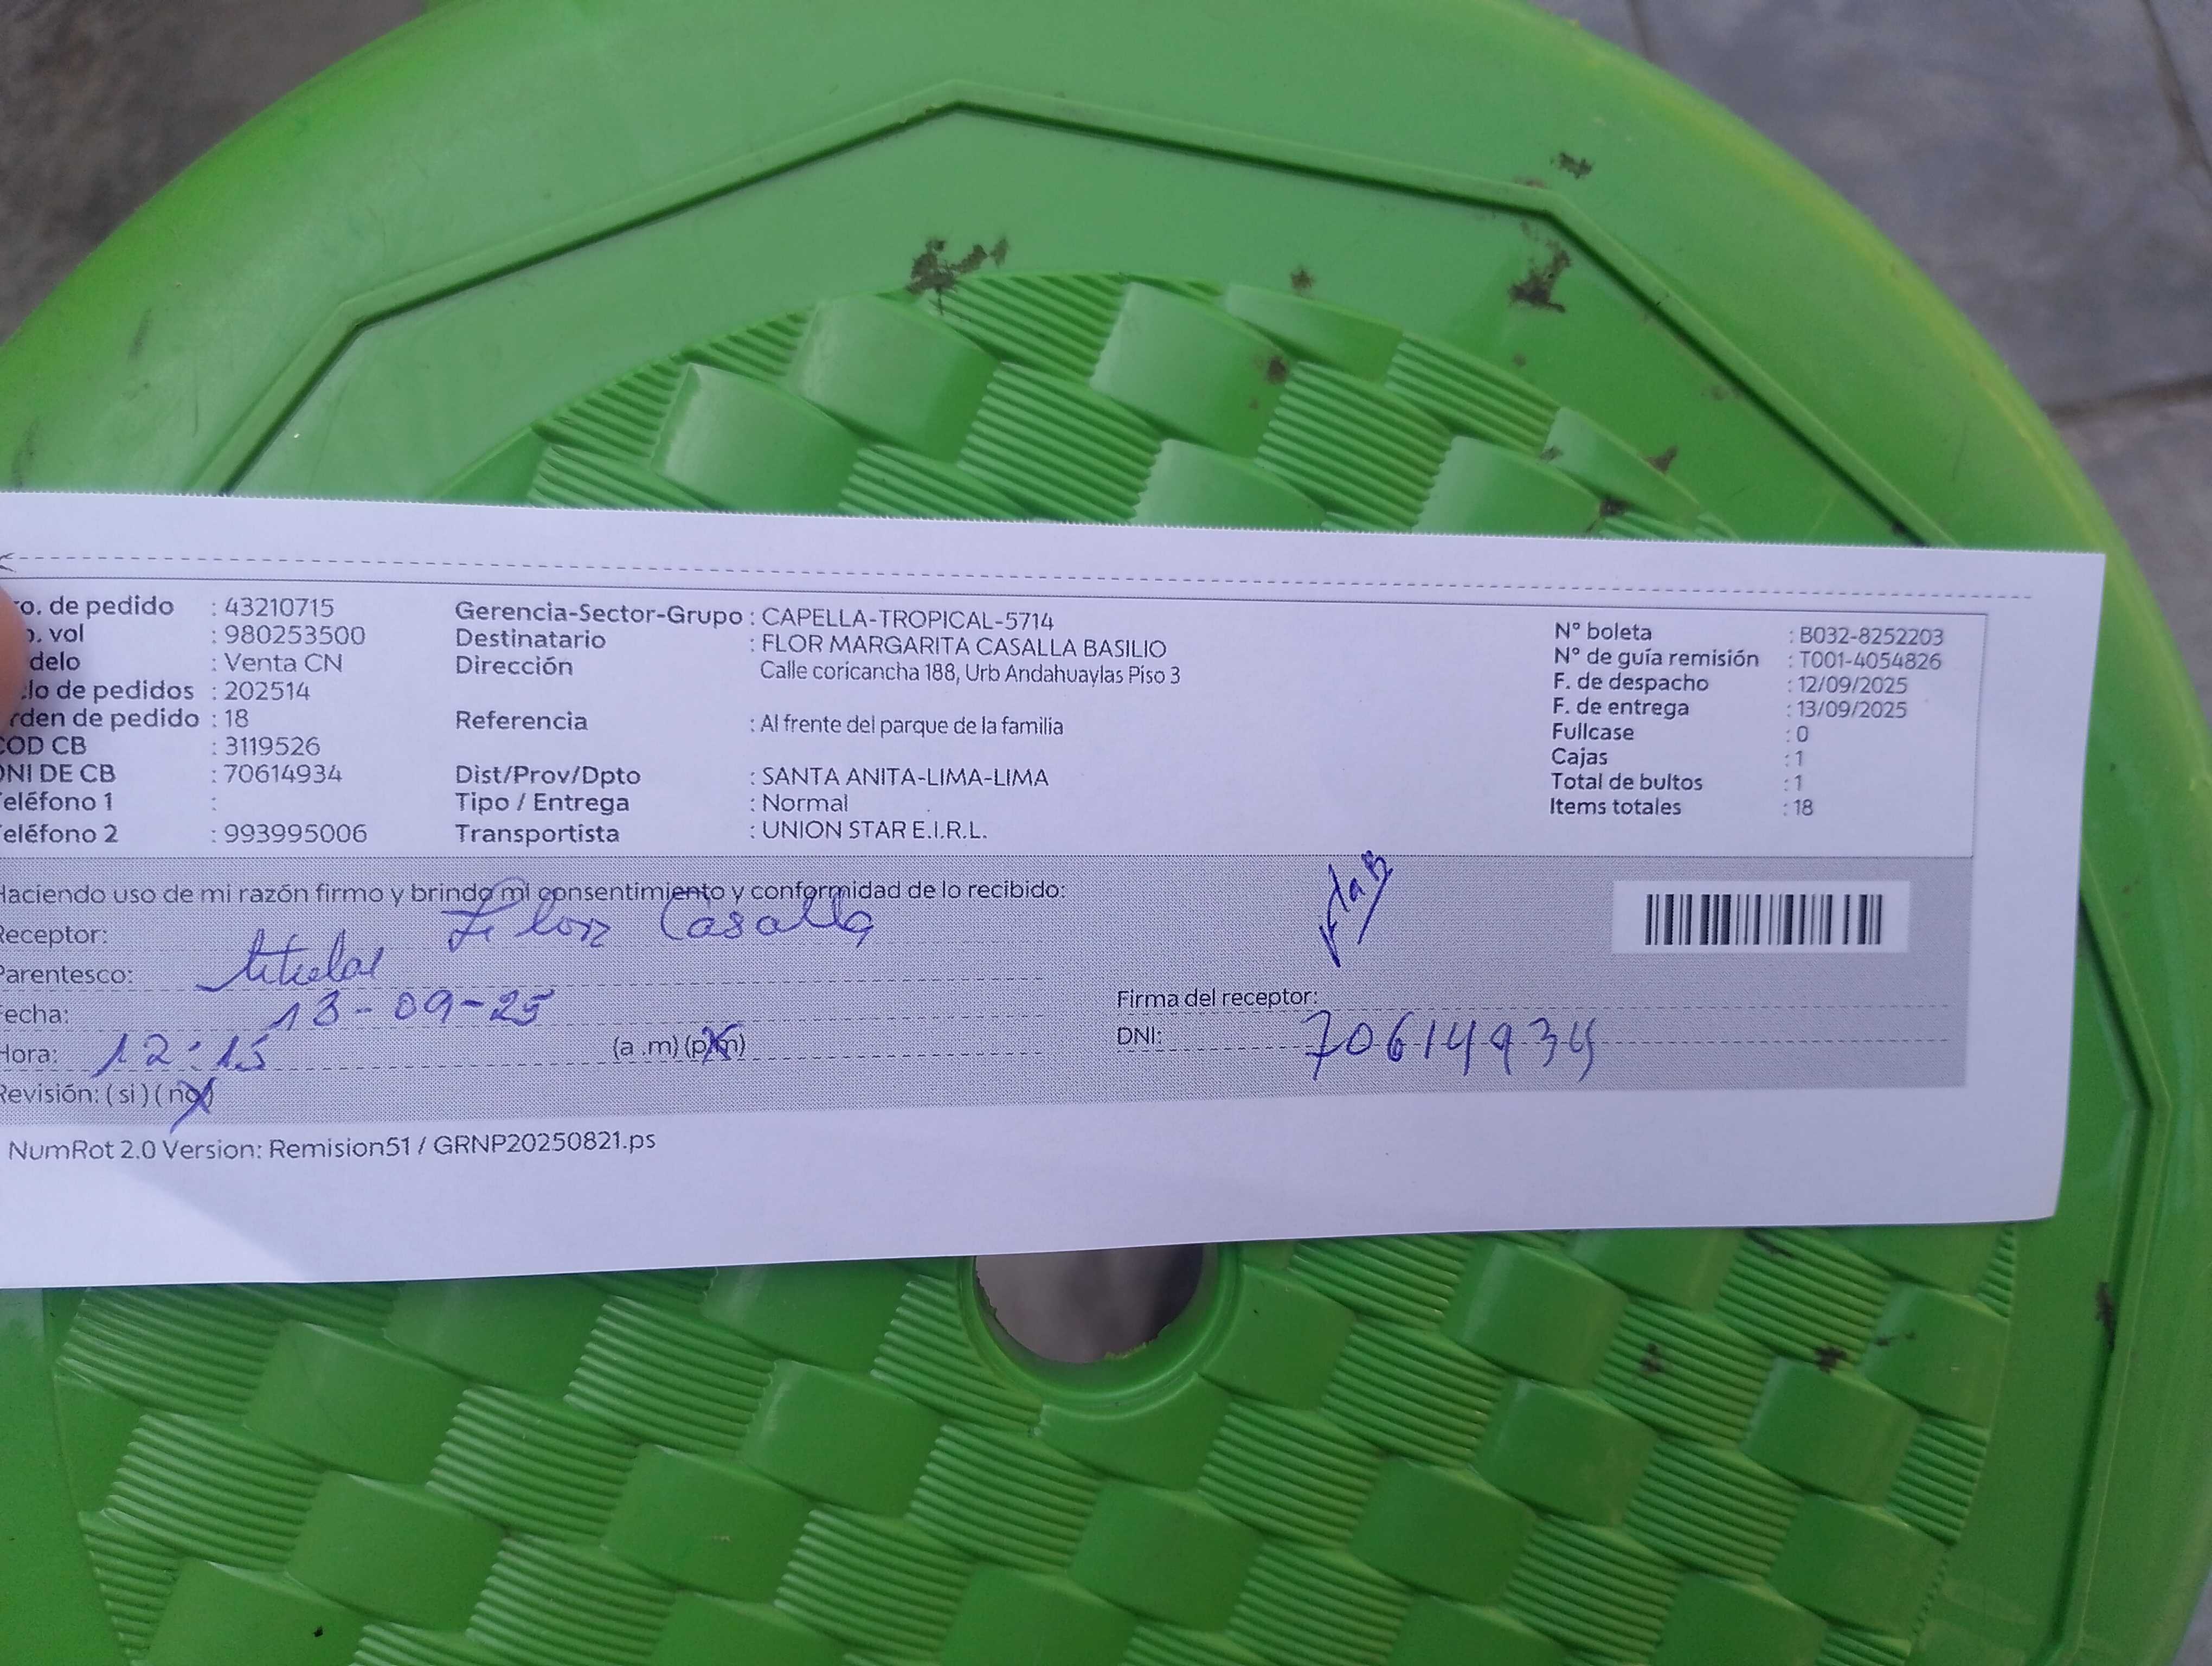 ro. de pedido : 43210715
o. vol : 980253500
delo : Venta CN
lo de pedidos : 202514
rden de pedido : 18
COD CB : 3119526
DNI DE CB : 70614934
eléfono 1 :
eléfono 2 : 993995006
Gerencia-Sector-Grupo : CAPELLA-TROPICAL-5714
Destinatario : FLOR MARGARITA CASALLA BASILIO
Dirección Calle coricancha 188, Urb Andahuaylas Piso 3
Referencia : Al frente del parque de la familia
Dist/Prov/Dpto : SANTA ANITA-LIMA-LIMA
Tipo / Entrega : Normal
Transportista : UNION STAR E.I.R.L.
N° boleta : B032-8252203
N° de guía remisión : T001-4054826
F. de despacho : 12/09/2025
F. de entrega : 13/09/2025
Fullcase : 0
Cajas : 1
Total de bultos : 1
Items totales : 18
Haciendo uso de mi razón firmo y brindo mi consentimiento y conformidad de lo recibido:
Receptor: Flor Casalla
Parentesco: titular
Fecha: 13-09-25
Hora: 12:15 (a .m) (p.m)
Revisión: (si) (no)
Firma del receptor:
DNI: 70614934
NumRot 2.0 Version: Remision51 / GRNP20250821.ps